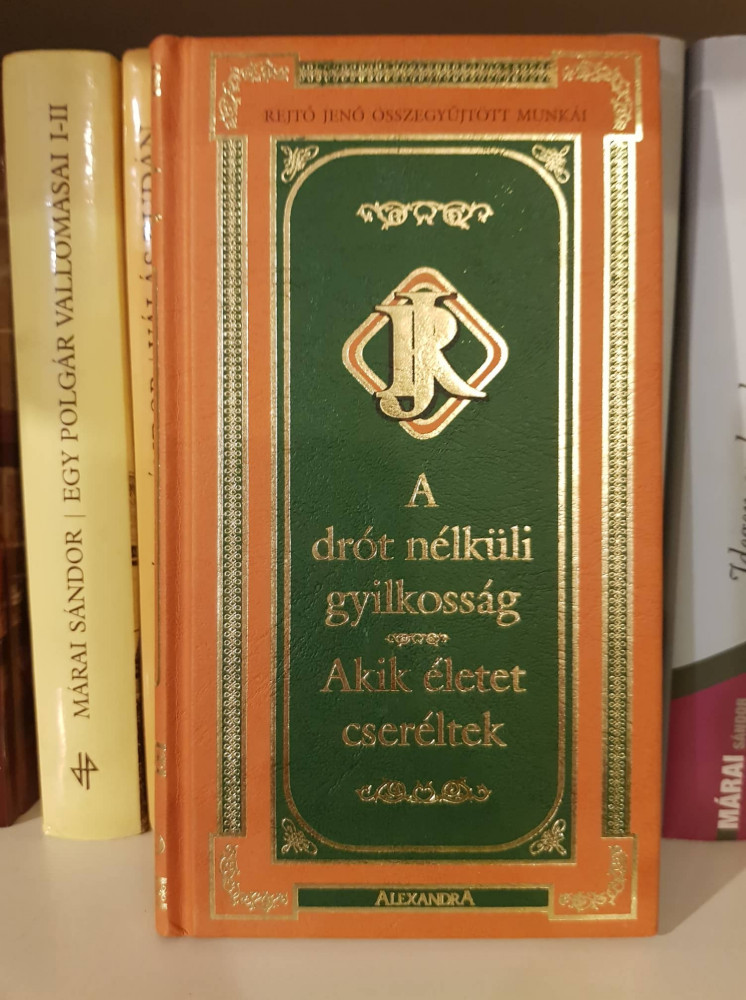 REJTŐ JENŐ ÖSSZEGYŰJTÖTT MUNKÁI
JR
A
drót nélküli
gyilkosság
Akik életet
cseréltek
ALEXANDRA
MÁRAI SÁNDOR | EGY POLGÁR VALLOMÁSAI I-II
MÁRAI SÁNDOR